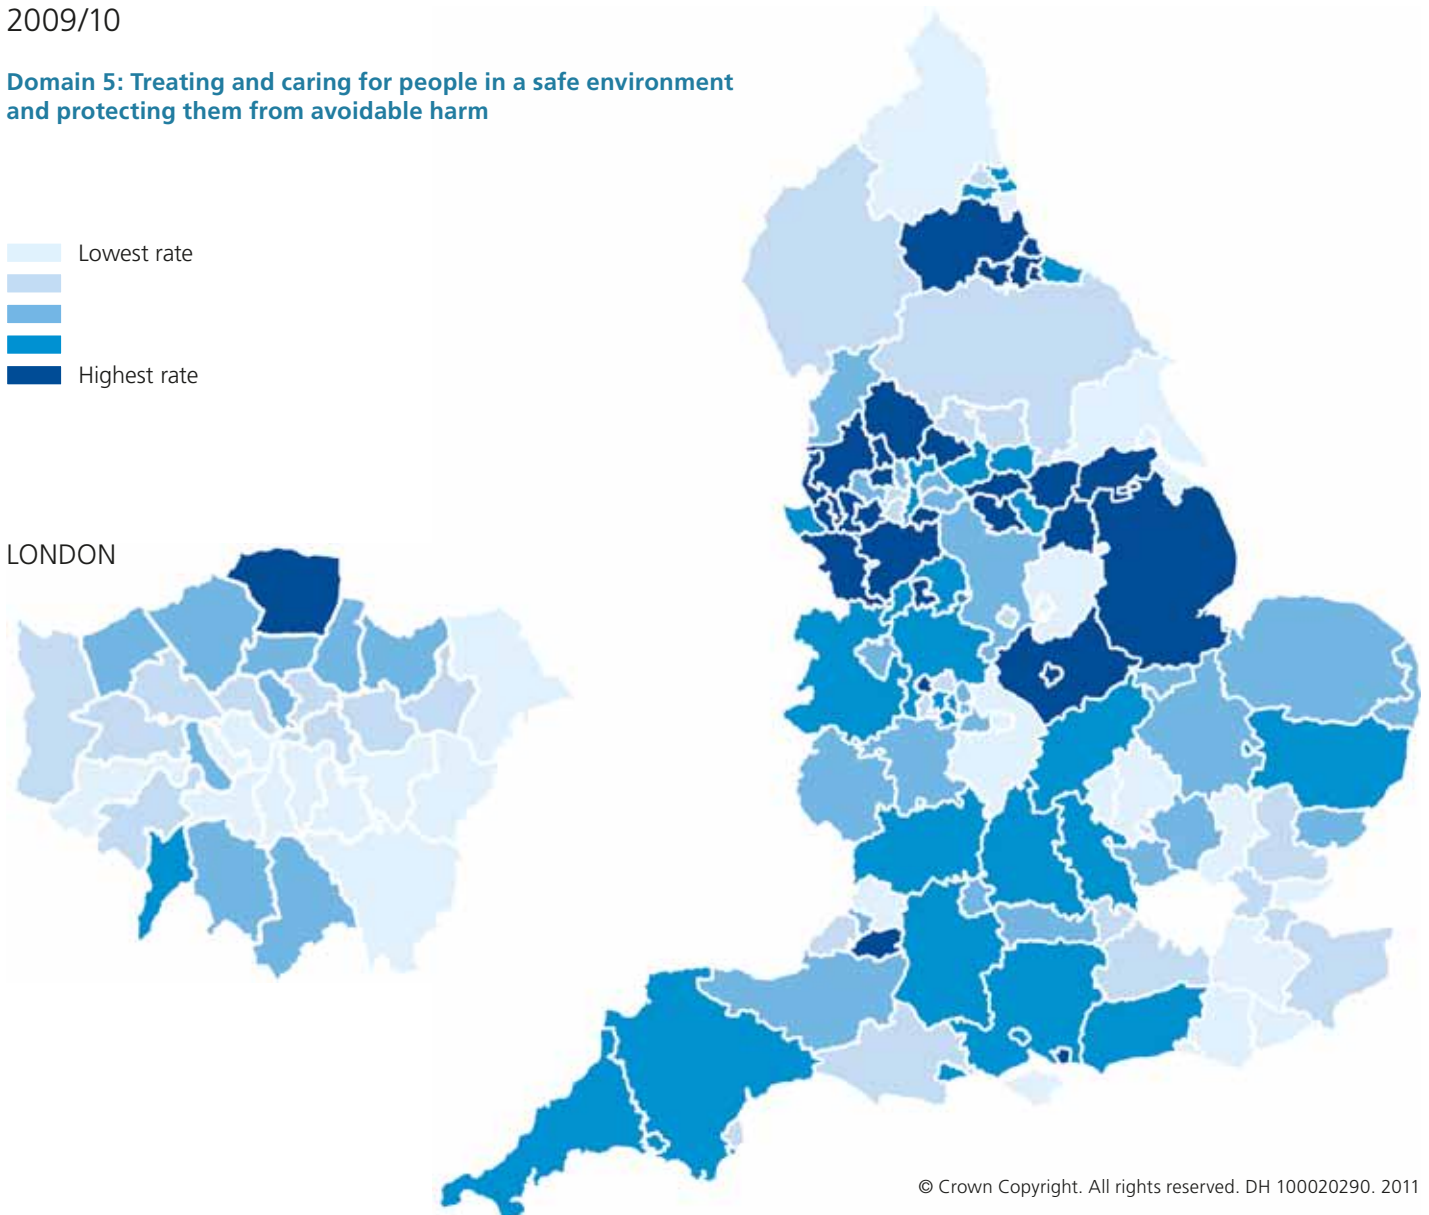 2009/10
Domain 5: Treating and caring for people in a safe environment
and protecting them from avoidable harm
Lowest rate
Highest rate
LONDON
© Crown Copyright. All rights reserved. DH 100020290. 2011